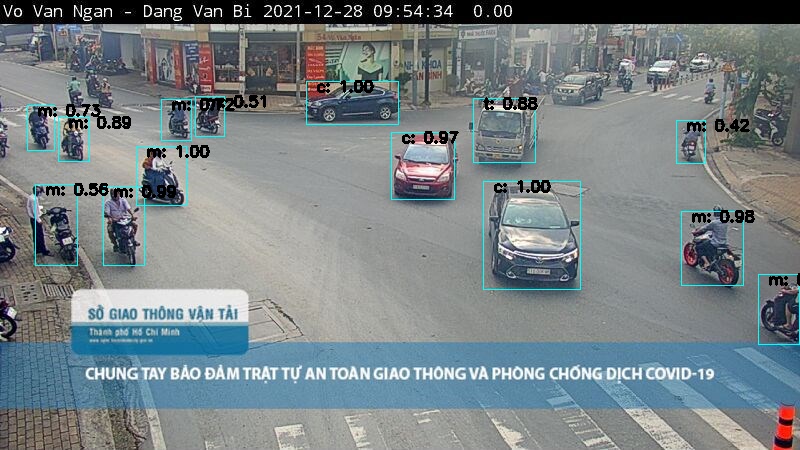 Vo Van Ngan - Dang Van Bi 2021-12-28 09:54:34 0.00
c: 1.00
m: 0.73
m: 0.72
0.51
t: 0.88
m: 0.89
m: 0.42
c: 0.97
m: 1.00
m: 0.56
m: 0.99
c: 1.00
m: 0.98
SỞ GIAO THÔNG VẬN TẢI
Thành phố Hồ Chí Minh
CHUNG TAY BẢO ĐẢM TRẬT TỰ AN TOÀN GIAO THÔNG VÀ PHÒNG CHỐNG DỊCH COVID-19